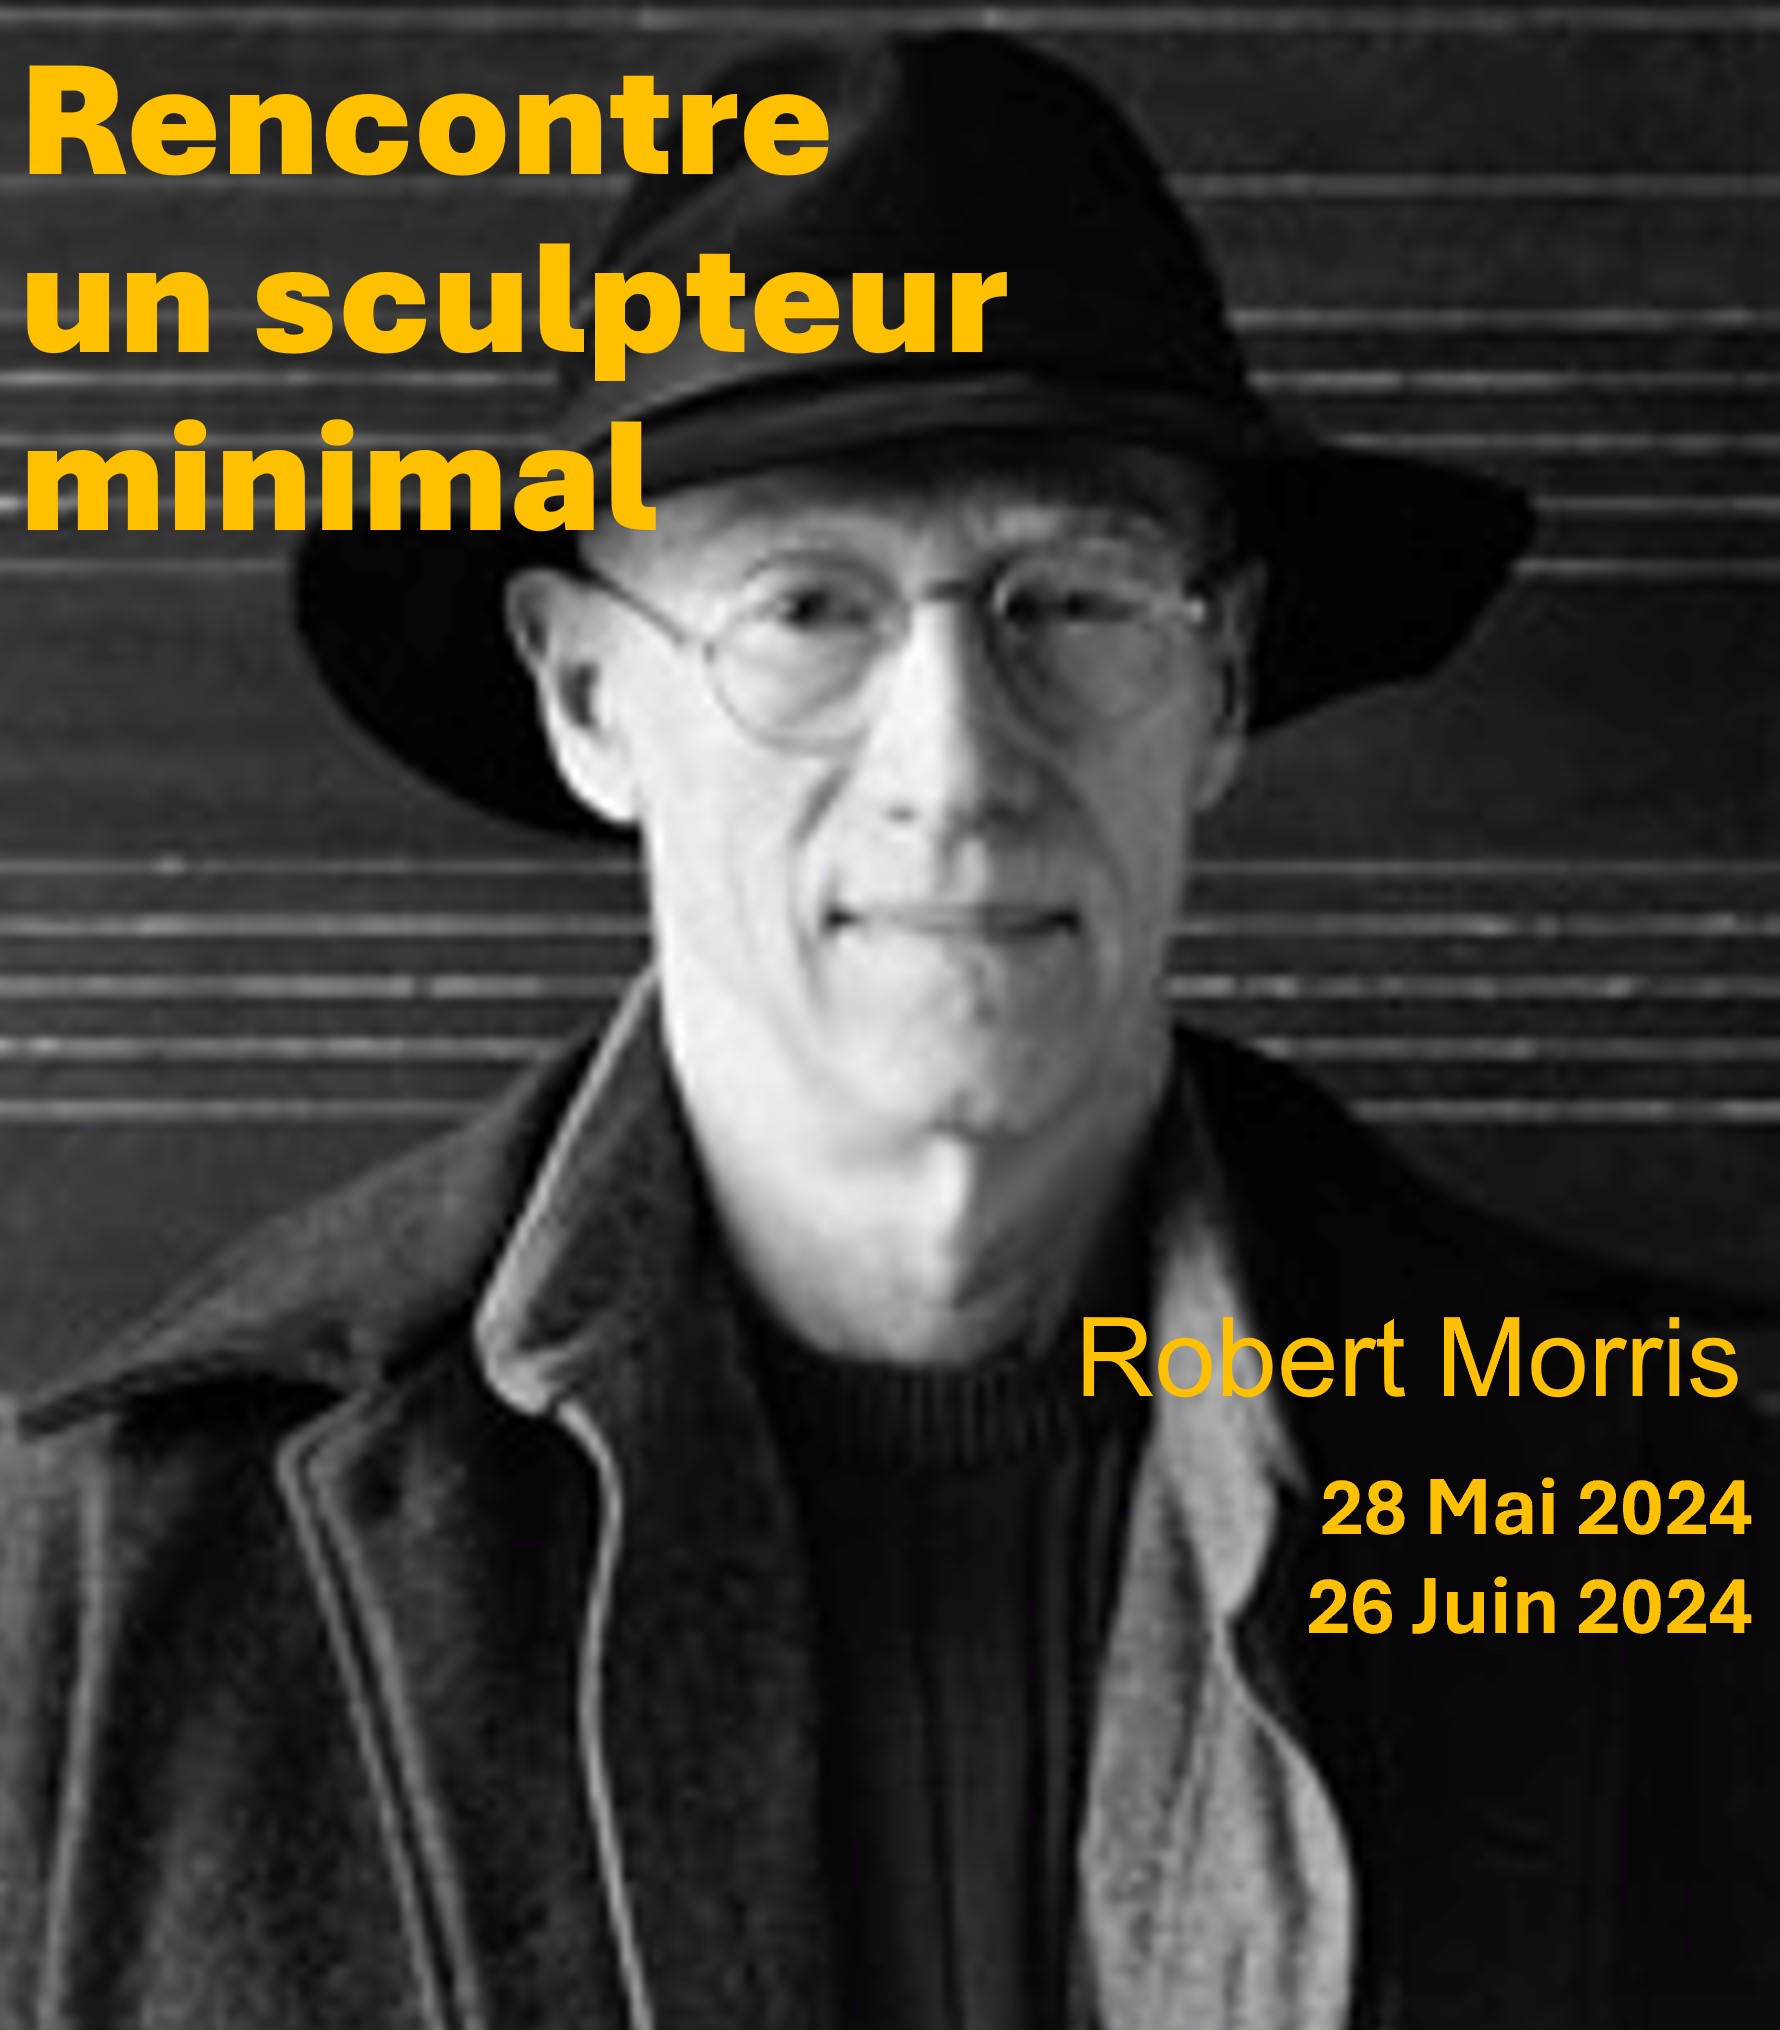 Rencontre
un sculpteur
minimal
Robert Morris
28 Mai 2024
26 Juin 2024